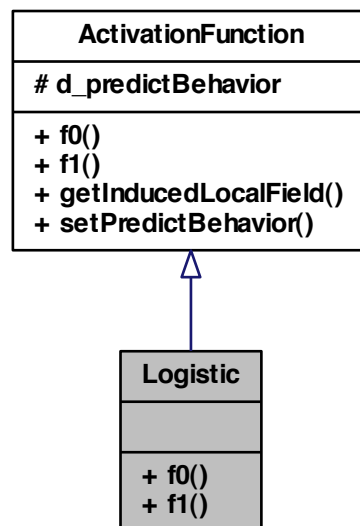 ActivationFunction
# d_predictBehavior
+ f0()
+ f1()
+ getInducedLocalField()
+ setPredictBehavior()
Logistic
+ f0()
+ f1()